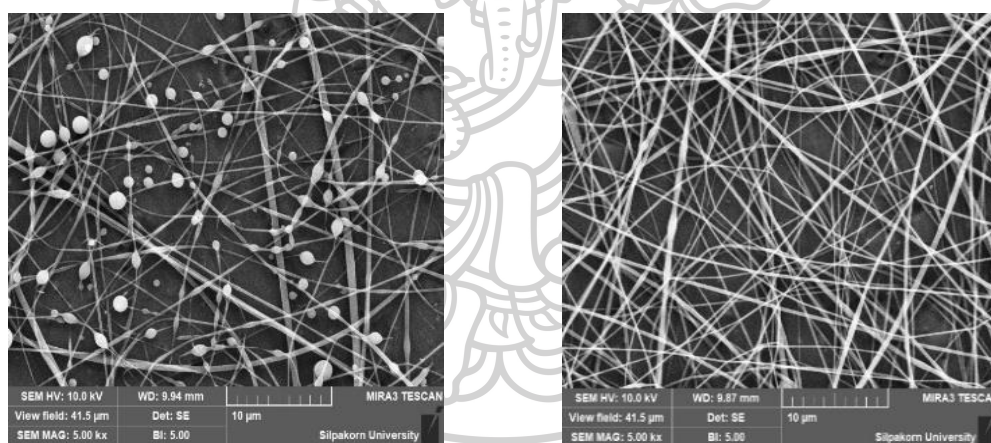 SEM HV: 10.0 kV WD: 9.94 mm MIRA3 TESCAN
View field: 41.5 µm Det: SE 10 µm
SEM MAG: 5.00 kx BI: 5.00 Silpakorn University
SEM HV: 10.0 kV WD: 9.87 mm MIRA3 TESCA
View field: 41.5 µm Det: SE 10 µm
SEM MAG: 5.00 kx BI: 5.00 Silpakorn University